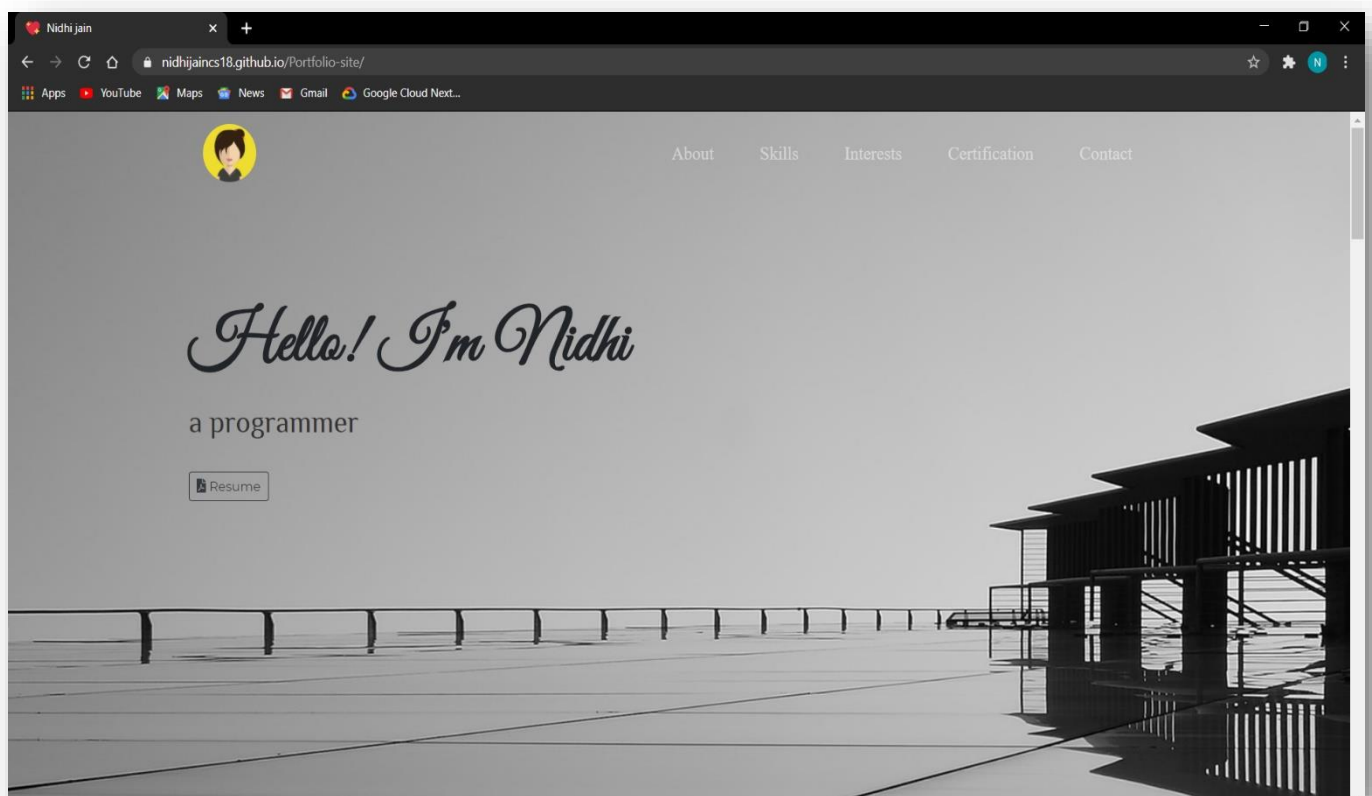 Nidhi jain
nidhijaincs18.github.io/Portfolio-site/
N
Apps YouTube Maps News Gmail Google Cloud Next...
About Skills Interests Certification Contact
Hello! I'm Nidhi
a programmer
Resume